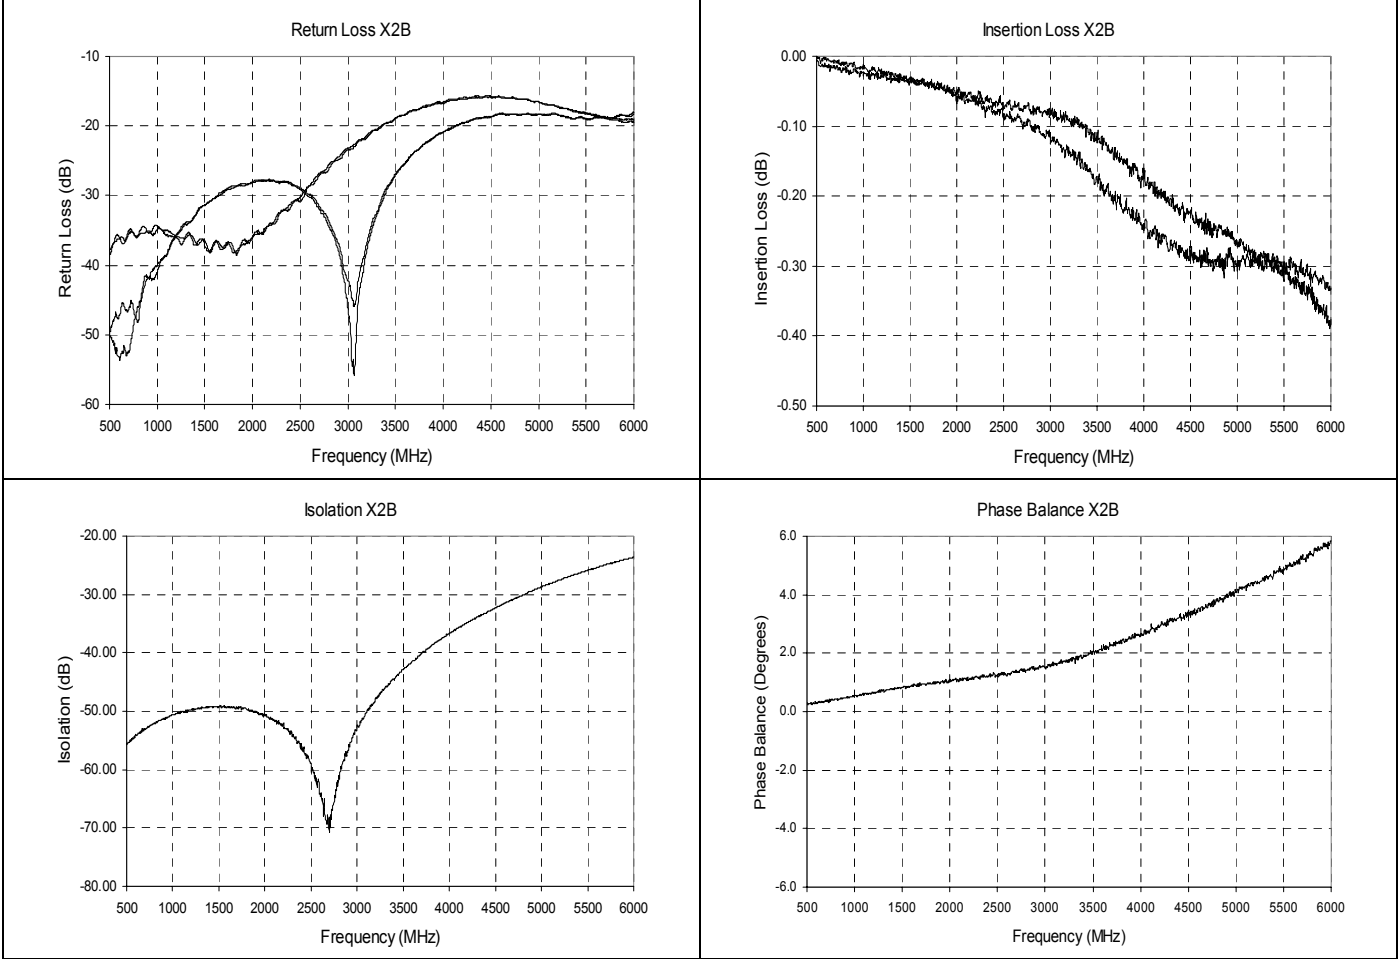 Return Loss X2B
-10
-20
-30
-40
-50
-60
Return Loss (dB)
500 1000 1500 2000 2500 3000 3500 4000 4500 5000 5500 6000
Frequency (MHz)
Insertion Loss X2B
0.00
-0.10
-0.20
-0.30
-0.40
-0.50
Insertion Loss (dB)
500 1000 1500 2000 2500 3000 3500 4000 4500 5000 5500 6000
Frequency (MHz)
Isolation X2B
-20.00
-30.00
-40.00
-50.00
-60.00
-70.00
-80.00
Isolation (dB)
500 1000 1500 2000 2500 3000 3500 4000 4500 5000 5500 6000
Frequency (MHz)
Phase Balance X2B
6.0
4.0
2.0
0.0
-2.0
-4.0
-6.0
Phase Balance (Degrees)
500 1000 1500 2000 2500 3000 3500 4000 4500 5000 5500 6000
Frequency (MHz)